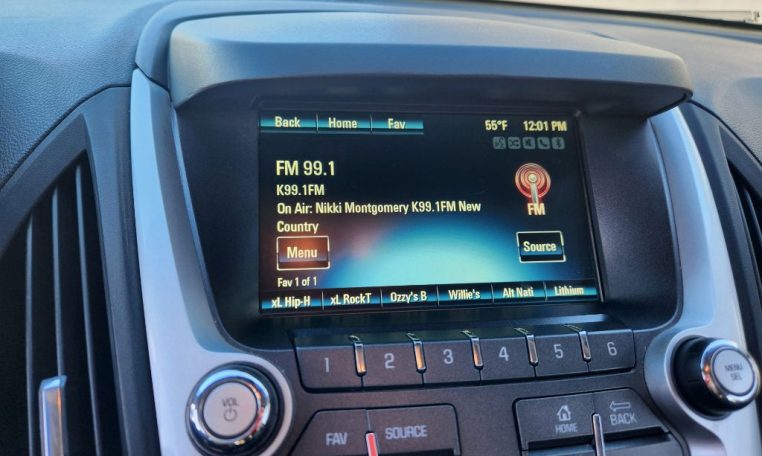 Back Home Fav 55°F 12:01 PM
FM 99.1
K99.1FM
On Air: Nikki Montgomery K99.1FM New
Country
FM
Menu
Source
Fav 1 of 1
xL Hip-H xL RockT Ozzy's B Willie's Alt Nati Lithium
1 2 3 4 5 6
VOL
MENU
SEL
FAV SOURCE
HOME BACK